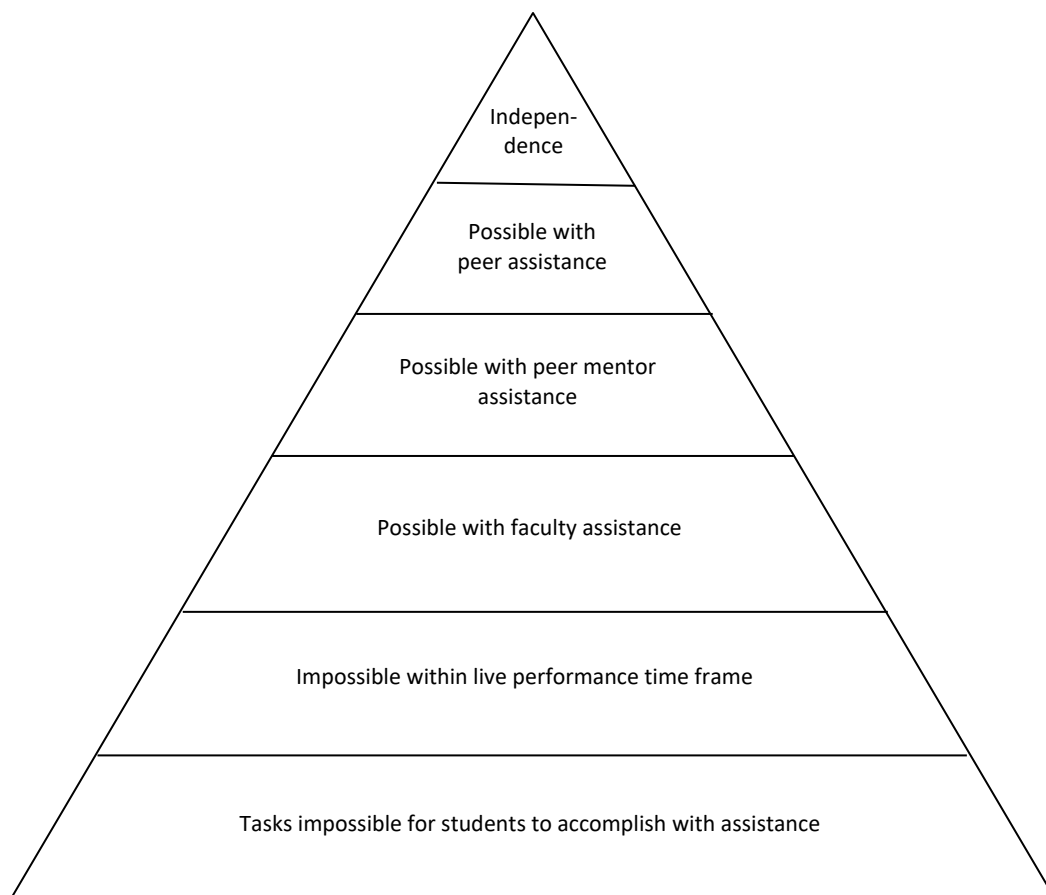 Indepen-
dence
Possible with
peer assistance
Possible with peer mentor
assistance
Possible with faculty assistance
Impossible within live performance time frame
Tasks impossible for students to accomplish with assistance